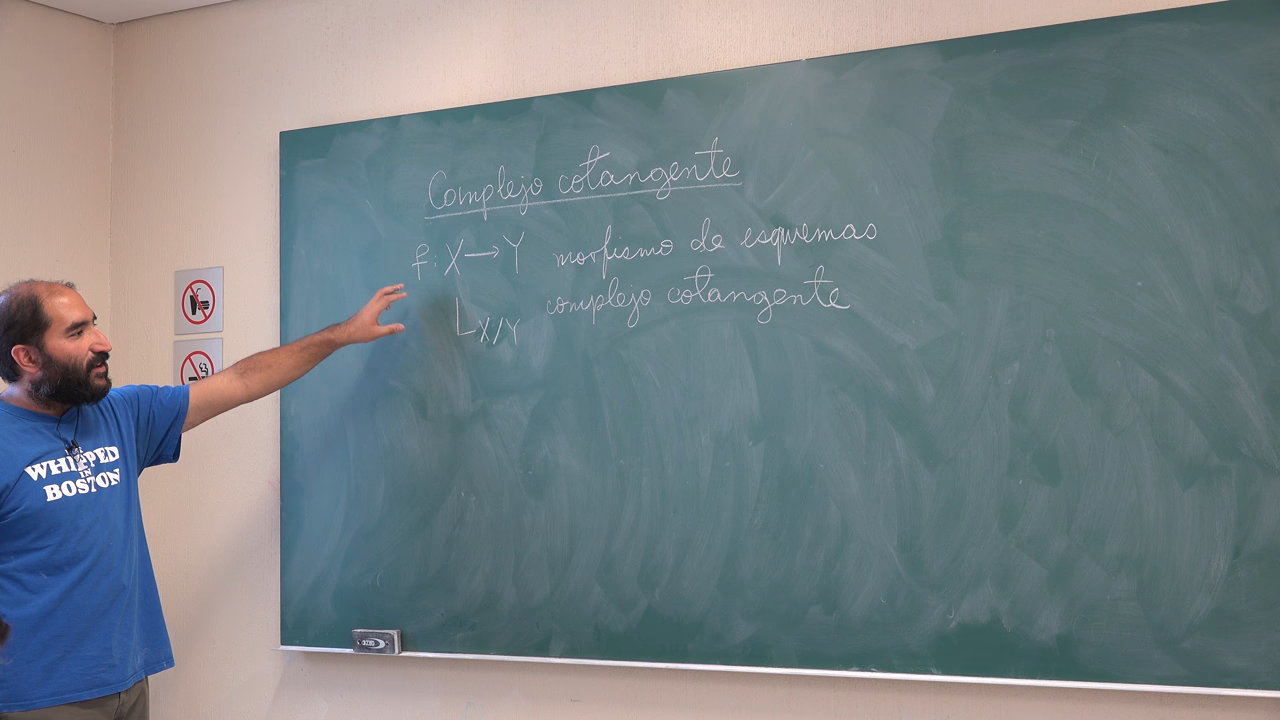 Complejo cotangente
f: X → Y morfismo de esquemas
L_{X/Y} complejo cotangente
WHIPPED
IN
BOSTON